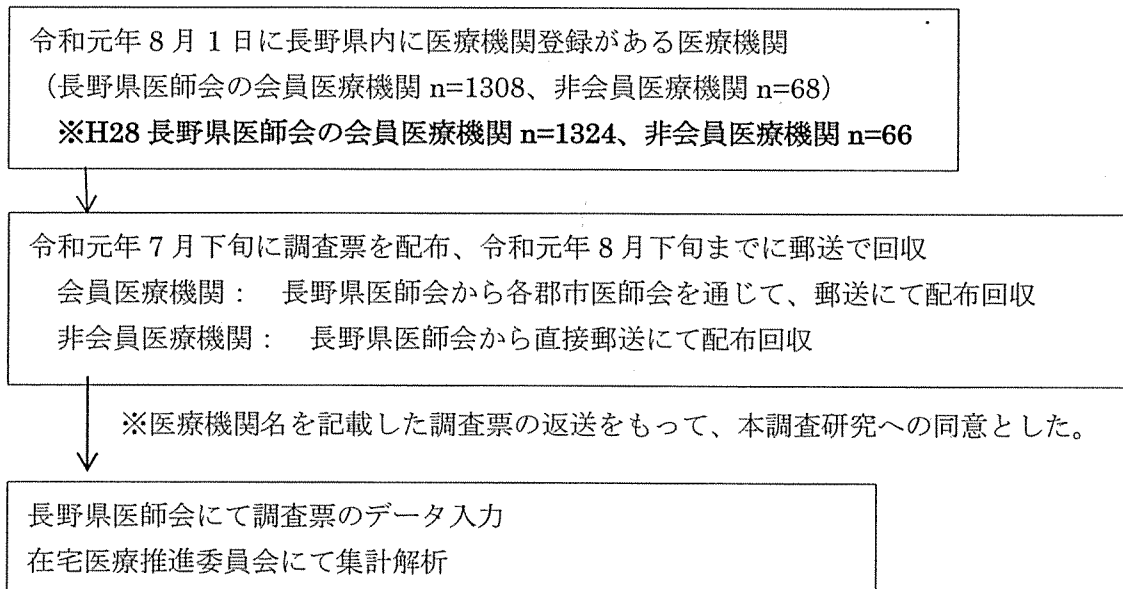 令和元年 8 月 1 日に長野県内に医療機関登録がある医療機関
（長野県医師会の会員医療機関 n=1308、非会員医療機関 n=68）
※H28 長野県医師会の会員医療機関 n=1324、非会員医療機関 n=66
令和元年 7 月下旬に調査票を配布、令和元年 8 月下旬までに郵送で回収
会員医療機関：　長野県医師会から各郡市医師会を通じて、郵送にて配布回収
非会員医療機関：　長野県医師会から直接郵送にて配布回収
※医療機関名を記載した調査票の返送をもって、本調査研究への同意とした。
長野県医師会にて調査票のデータ入力
在宅医療推進委員会にて集計解析